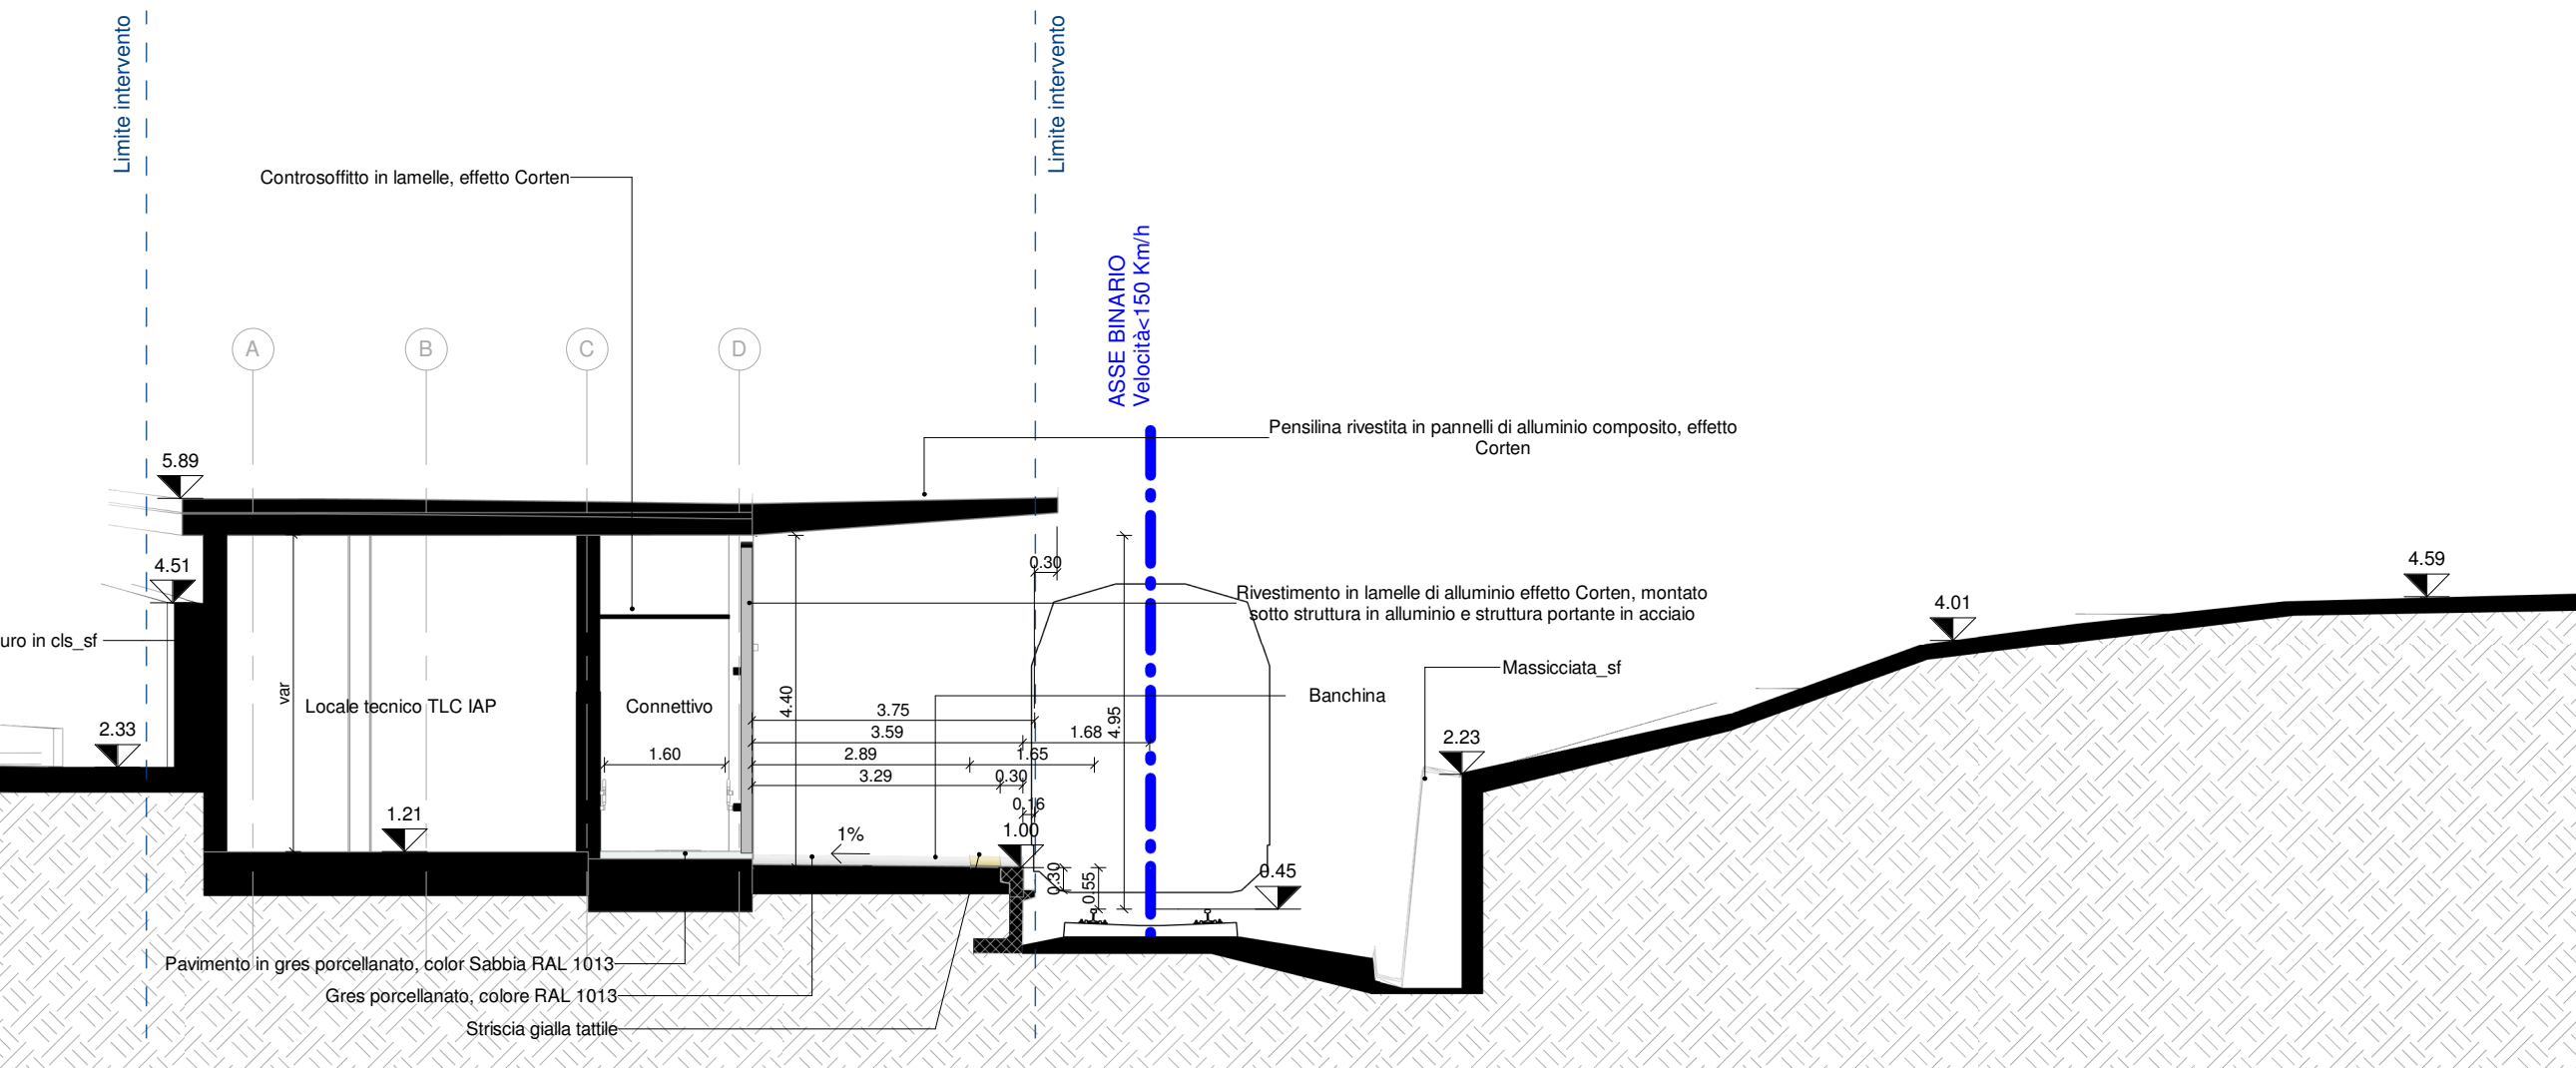 Limite intervento
Limite intervento
Controsoffitto in lamelle, effetto Corten
ASSE BINARIO
Velocità<150 Km/h
A
B
C
D
Pensilina rivestita in pannelli di alluminio composito, effetto
Corten
5.89
4.51
0.30
Rivestimento in lamelle di alluminio effetto Corten, montato
sotto struttura in alluminio e struttura portante in acciaio
4.59
4.01
uro in cls_sf
Massicciata_sf
var
Locale tecnico TLC IAP
Connettivo
4.40
Banchina
3.75
4.95
3.59
1.68
2.33
2.23
1.60
2.89
1.65
3.29
0.30
0.16
1.21
1%
1.00
0.30
0.55
0.45
Pavimento in gres porcellanato, color Sabbia RAL 1013
Gres porcellanato, colore RAL 1013
Striscia gialla tattile